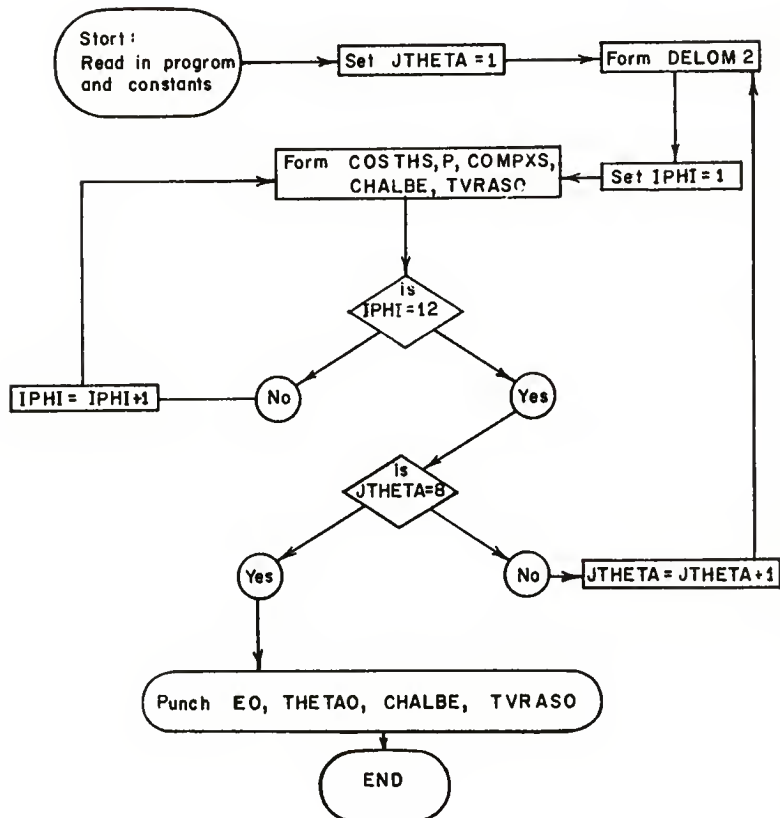 Start:
Read in program
and constants
Set JTHETA=1
Form DELOM 2
Form COSTHS, P, COMPXS,
CHALBE, TVRASO
Set IPHI=1
is
IPHI=12
No
Yes
IPHI= IPHI+1
is
JTHETA=8
Yes
No
JTHETA=JTHETA+1
Punch EO, THETAO, CHALBE, TVRASO
END